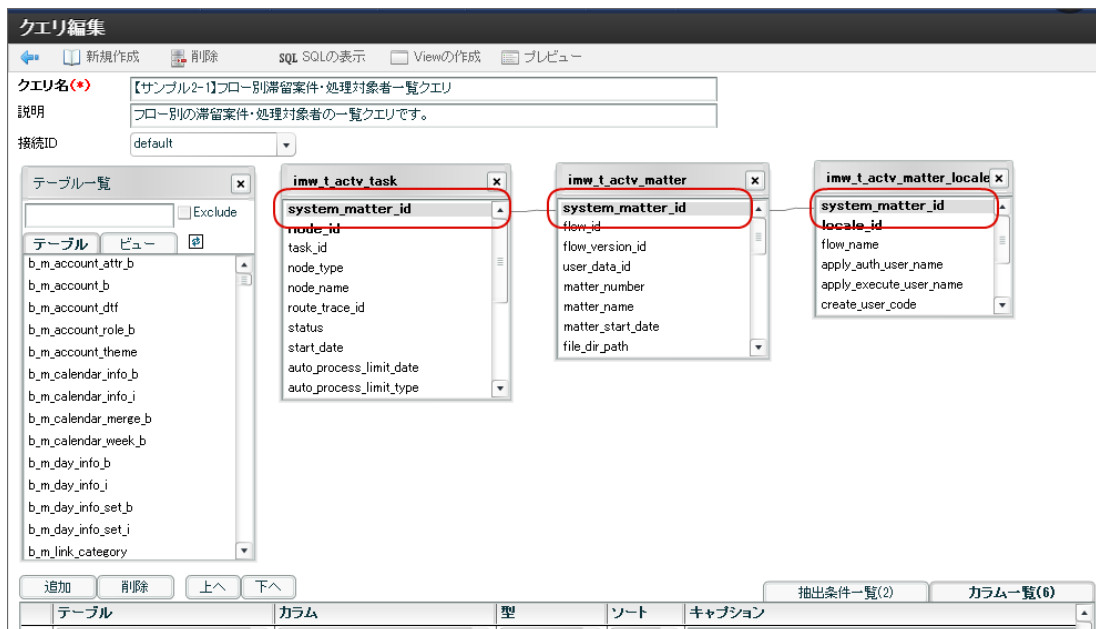 クエリ編集
新規作成 削除 SQL SQLの表示 Viewの作成 プレビュー
クエリ名(*) 【サンプル2-1】フロー別滞留案件・処理対象者一覧クエリ
説明 フロー別の滞留案件・処理対象者の一覧クエリです。
接続ID default
テーブル一覧
Exclude
テーブル ビュー
b_m_account_attr_b
b_m_account_b
b_m_account_dtf
b_m_account_role_b
b_m_account_theme
b_m_calendar_info_b
b_m_calendar_info_i
b_m_calendar_merge_b
b_m_calendar_week_b
b_m_day_info_b
b_m_day_info_i
b_m_day_info_set_b
b_m_day_info_set_i
b_m_link_category
imw_t_actv_task
system_matter_id
node_id
task_id
node_type
node_name
route_trace_id
status
start_date
auto_process_limit_date
auto_process_limit_type
imw_t_actv_matter
system_matter_id
flow_id
flow_version_id
user_data_id
matter_number
matter_name
matter_start_date
file_dir_path
imw_t_actv_matter_locale
system_matter_id
locale_id
flow_name
apply_auth_user_name
apply_execute_user_name
create_user_code
追加 削除 上へ 下へ 抽出条件一覧(2) カラム一覧(6)
テーブル カラム 型 ソート キャプション